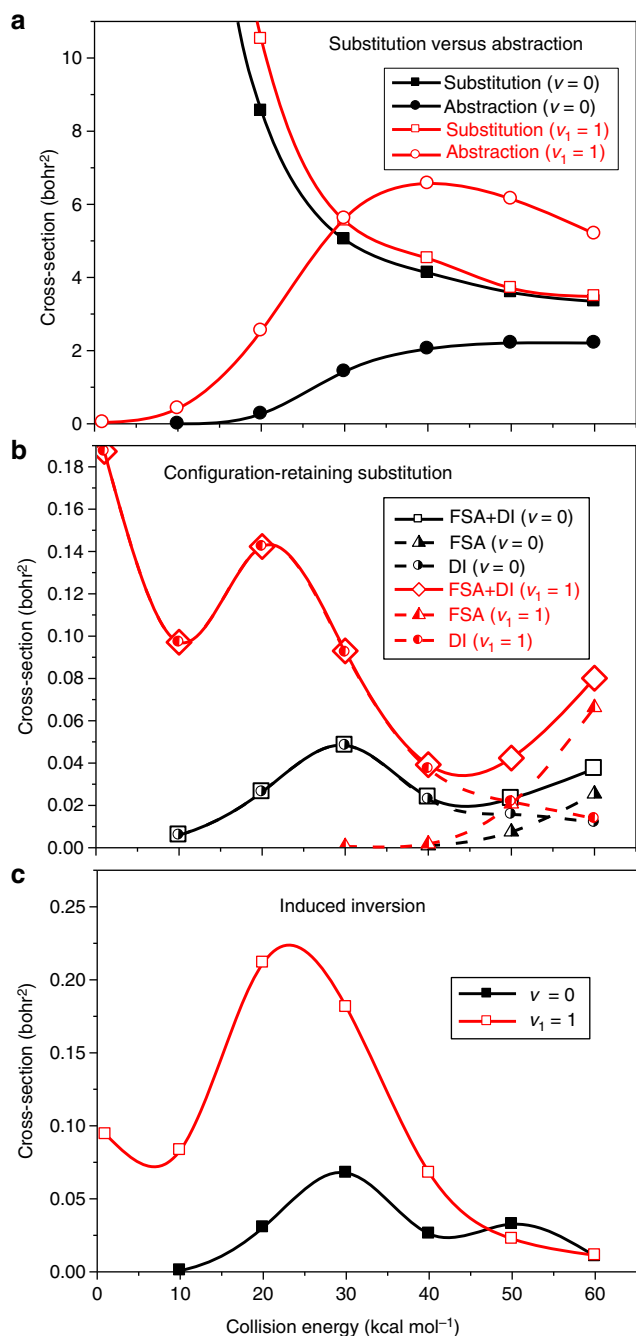 a
Substitution versus abstraction
Substitution (v = 0)
Abstraction (v = 0)
Substitution (v₁ = 1)
Abstraction (v₁ = 1)
Cross-section (bohr²)
10
8
6
4
2
0
b
Configuration-retaining substitution
FSA+DI (v = 0)
FSA (v = 0)
DI (v = 0)
FSA+DI (v₁ = 1)
FSA (v₁ = 1)
DI (v₁ = 1)
Cross-section (bohr²)
0.18
0.16
0.14
0.12
0.10
0.08
0.06
0.04
0.02
0.00
c
Induced inversion
v = 0
v₁ = 1
Cross-section (bohr²)
0.25
0.20
0.15
0.10
0.05
0.00
0 10 20 30 40 50 60
Collision energy (kcal mol⁻¹)